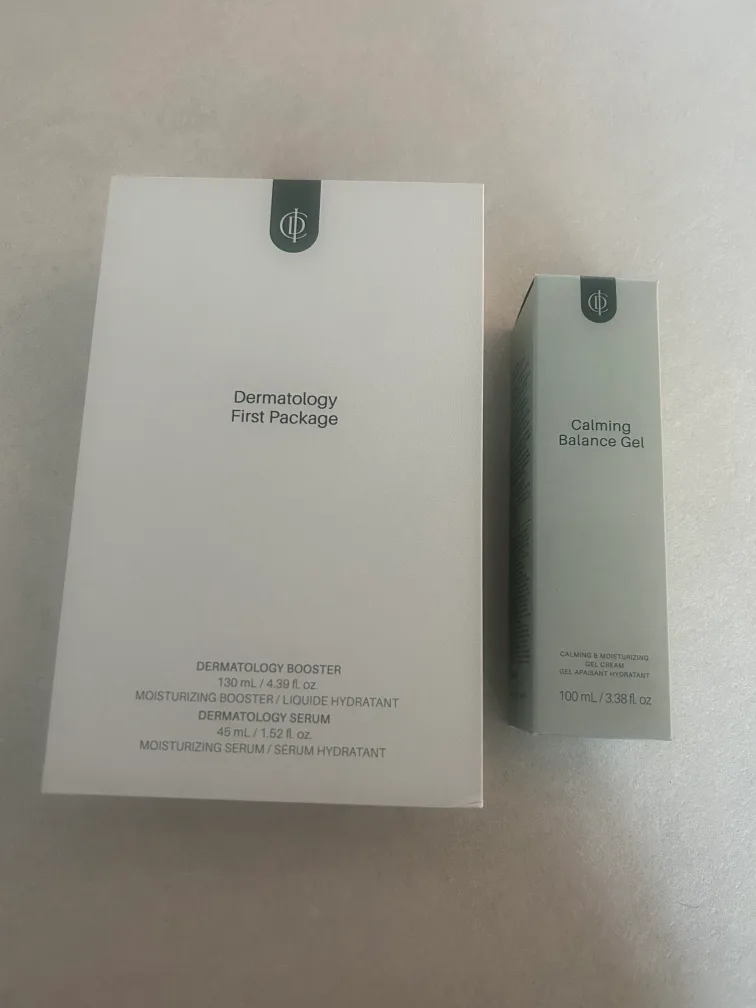 Dermatology
First Package
DERMATOLOGY BOOSTER
130 mL / 4.39 fl. oz.
MOISTURIZING BOOSTER / LIQUIDE HYDRATANT
DERMATOLOGY SERUM
45 mL / 1.52 fl. oz.
MOISTURIZING SERUM / SÉRUM HYDRATANT
Calming
Balance Gel
CALMING & MOISTURIZING
GEL CREAM
GEL APAISANT HYDRATANT
100 mL / 3.38 fl. oz